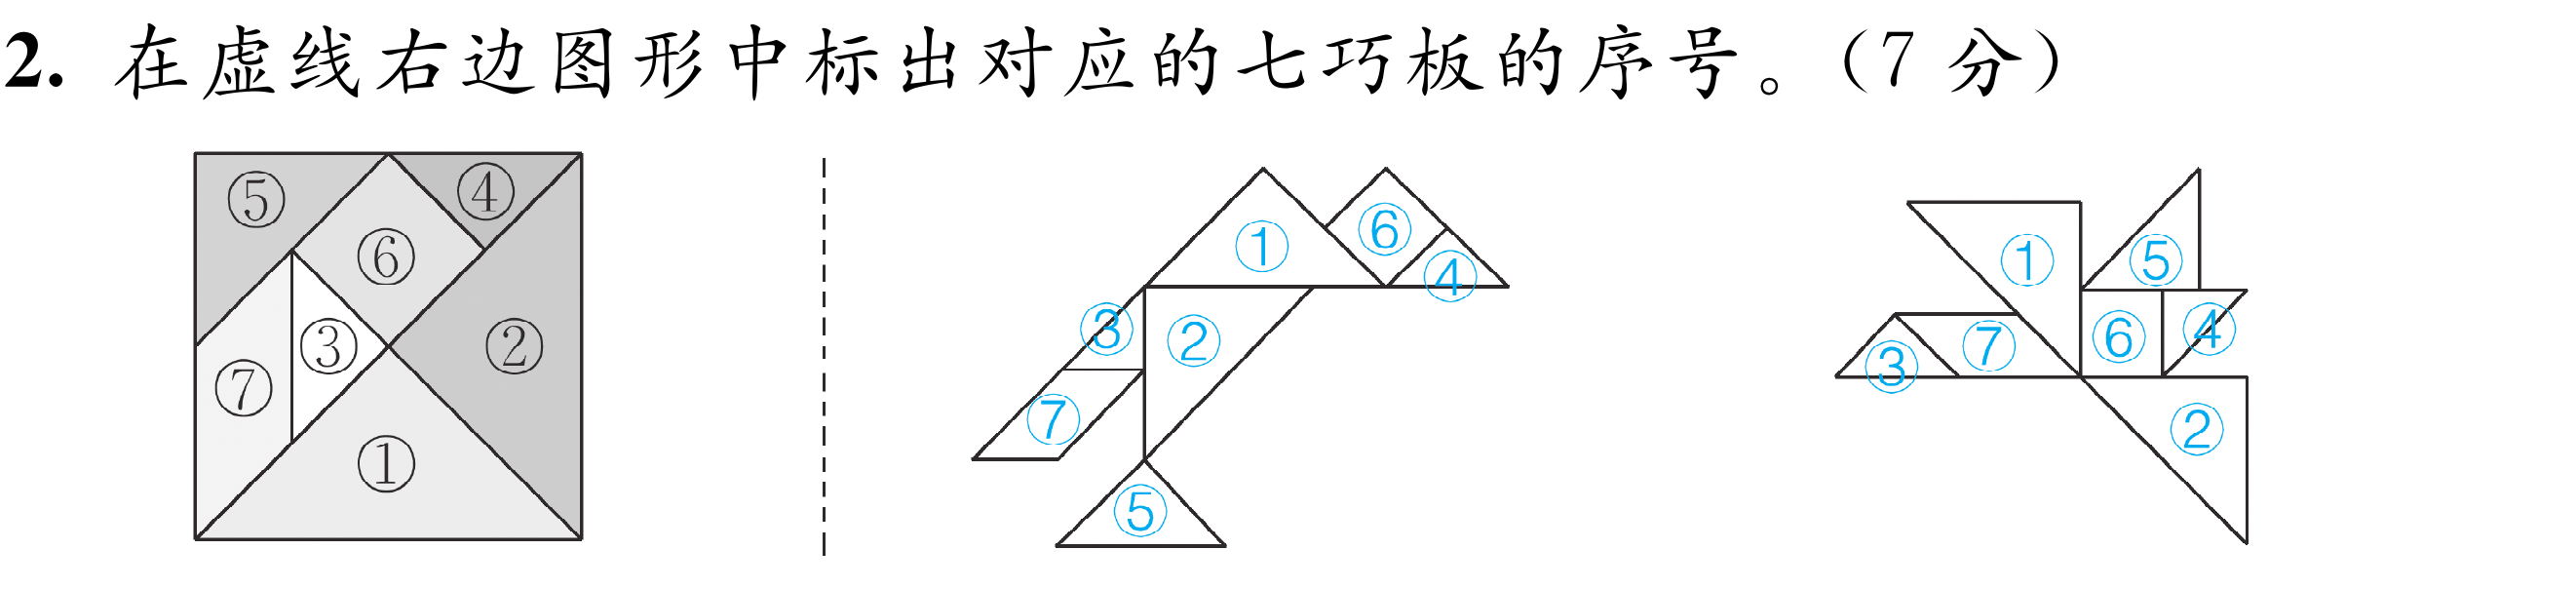 2. 在虚线右边图形中标出对应的七巧板的序号。(7 分)
⑤ ④
⑥
⑦ ③ ②
①
① ⑥ ④
③ ②
⑦
⑤
① ⑤
③ ⑦ ⑥ ④
②